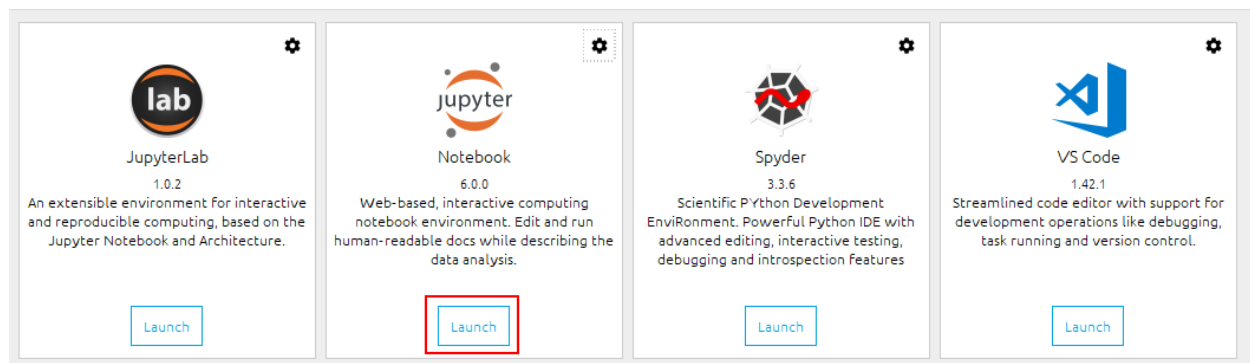 lab
JupyterLab
1.0.2
An extensible environment for interactive
and reproducible computing, based on the
Jupyter Notebook and Architecture.
Launch
jupyter
Notebook
6.0.0
Web-based, interactive computing
notebook environment. Edit and run
human-readable docs while describing the
data analysis.
Launch
Spyder
3.3.6
Scientific PYthon Development
EnviRonment. Powerful Python IDE with
advanced editing, interactive testing,
debugging and introspection features
Launch
VS Code
1.42.1
Streamlined code editor with support for
development operations like debugging,
task running and version control.
Launch